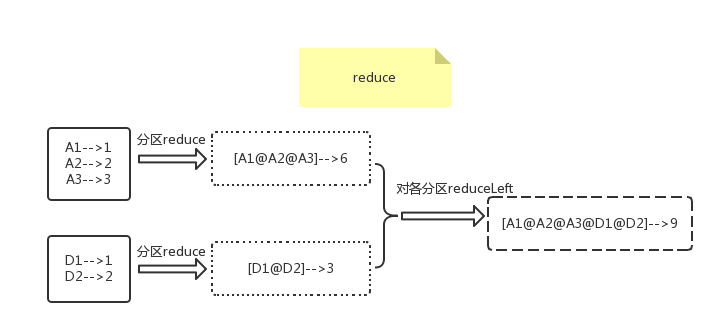 reduce
A1-->1
A2-->2
A3-->3
分区reduce
[A1@A2@A3]-->6
D1-->1
D2-->2
分区reduce
[D1@D2]-->3
对各分区reduceLeft
[A1@A2@A3@D1@D2]-->9